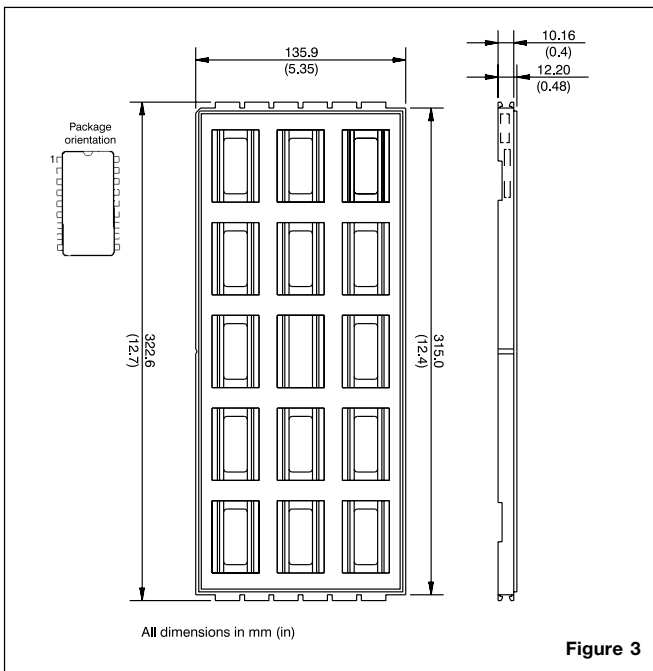 135.9
(5.35)
10.16
(0.4)
12.20
(0.48)
Package
orientation
1
322.6
(12.7)
315.0
(12.4)
All dimensions in mm (in)
Figure 3